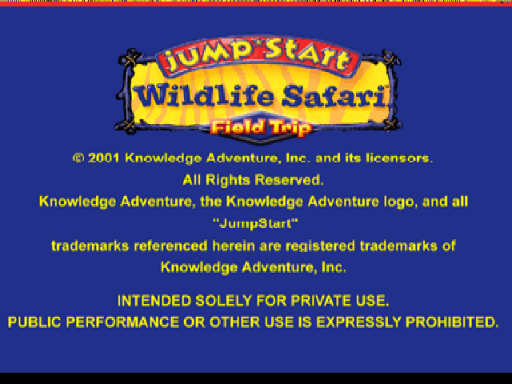 JumpStart
Wildlife Safari
Field Trip
© 2001 Knowledge Adventure, Inc. and its licensors.
All Rights Reserved.
Knowledge Adventure, the Knowledge Adventure logo, and all
"JumpStart"
trademarks referenced herein are registered trademarks of
Knowledge Adventure, Inc.
INTENDED SOLELY FOR PRIVATE USE.
PUBLIC PERFORMANCE OR OTHER USE IS EXPRESSLY PROHIBITED.